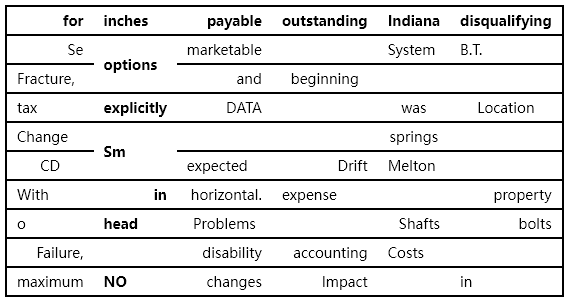 for inches payable outstanding Indiana disqualifying
Se options marketable System B.T.
Fracture, and beginning
tax explicitly DATA was Location
Change Sm springs
CD expected Drift Melton
With in horizontal. expense property
o head Problems Shafts bolts
Failure, disability accounting Costs
maximum NO changes Impact in